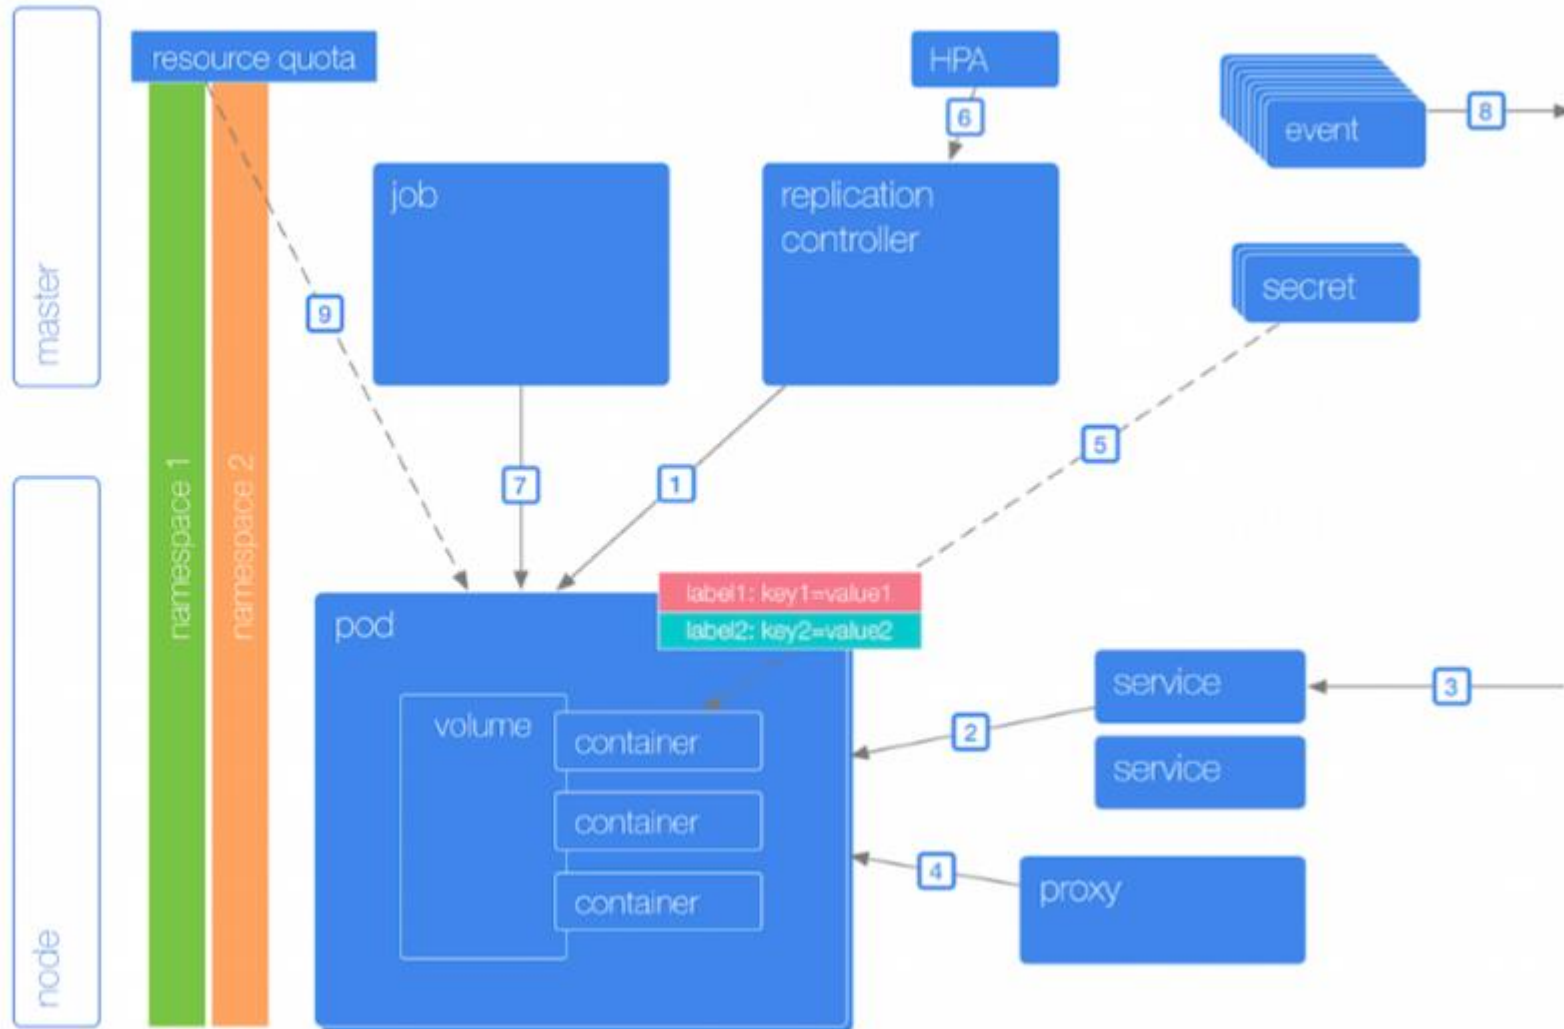 resource quota
HPA
6
event
8
job
replication
controller
secret
master
9
5
7
1
namespace 1
namespace 2
label1: key1=value1
label2: key2=value2
pod
service
3
volume
container
2
service
container
4
proxy
container
node